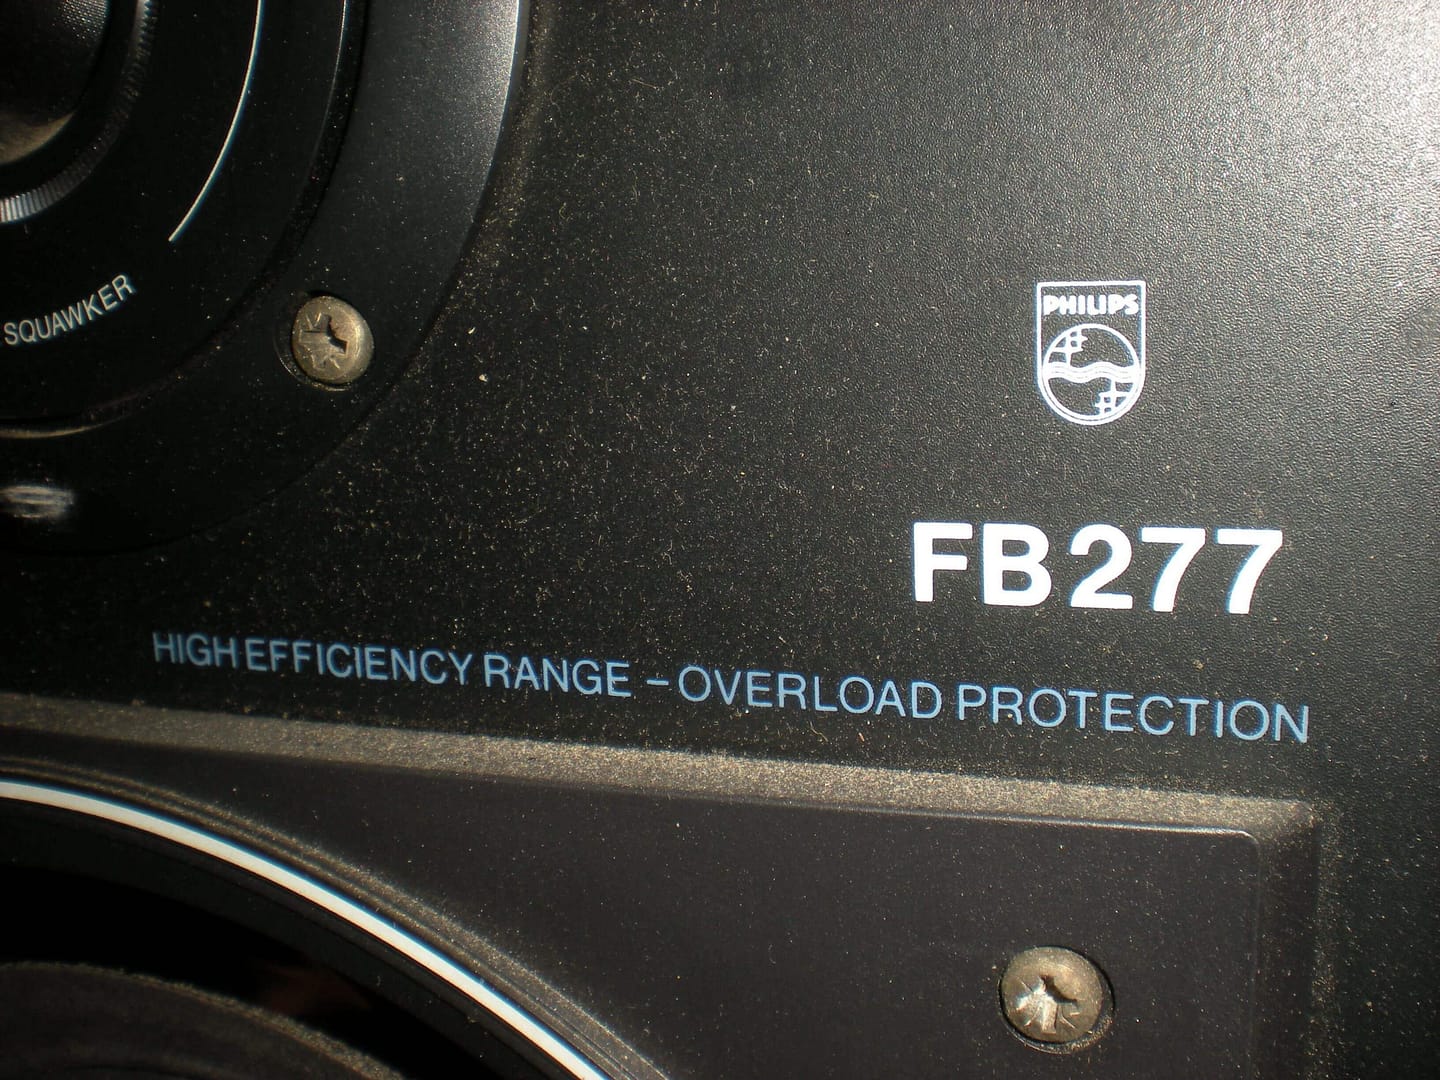 SQUAWKER
PHILIPS
FB277
HIGH EFFICIENCY RANGE – OVERLOAD PROTECTION